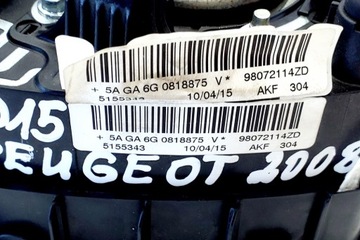 + 5A GA 6G 0818875 V* 98072114ZD
5155343 10/04/15 AKF 304
+ 5A GA 6G 0818875 V* 98072114ZD
5155343 10/04/15 AKF 304
015
PEUGEOT 2008